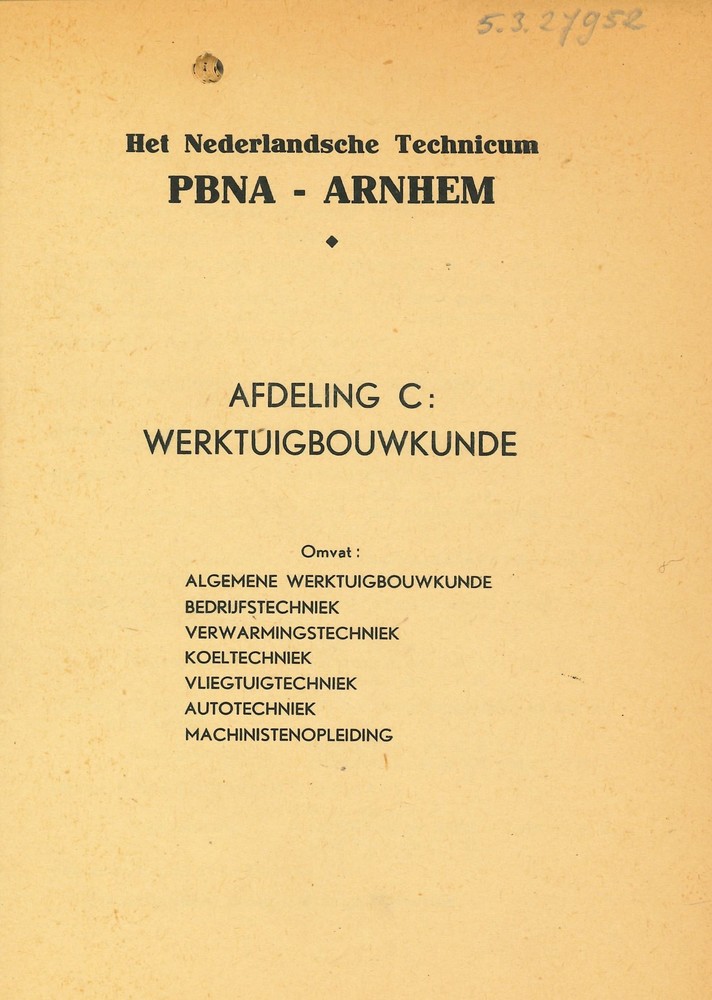 5.3.27952
Het Nederlandsche Technicum
PBNA - ARNHEM
AFDELING C:
WERKTUIGBOUWKUNDE
Omvat:
ALGEMENE WERKTUIGBOUWKUNDE
BEDRIJFSTECHNIEK
VERWARMINGSTECHNIEK
KOELTECHNIEK
VLIEGTUIGTECHNIEK
AUTOTECHNIEK
MACHINISTENOPLEIDING